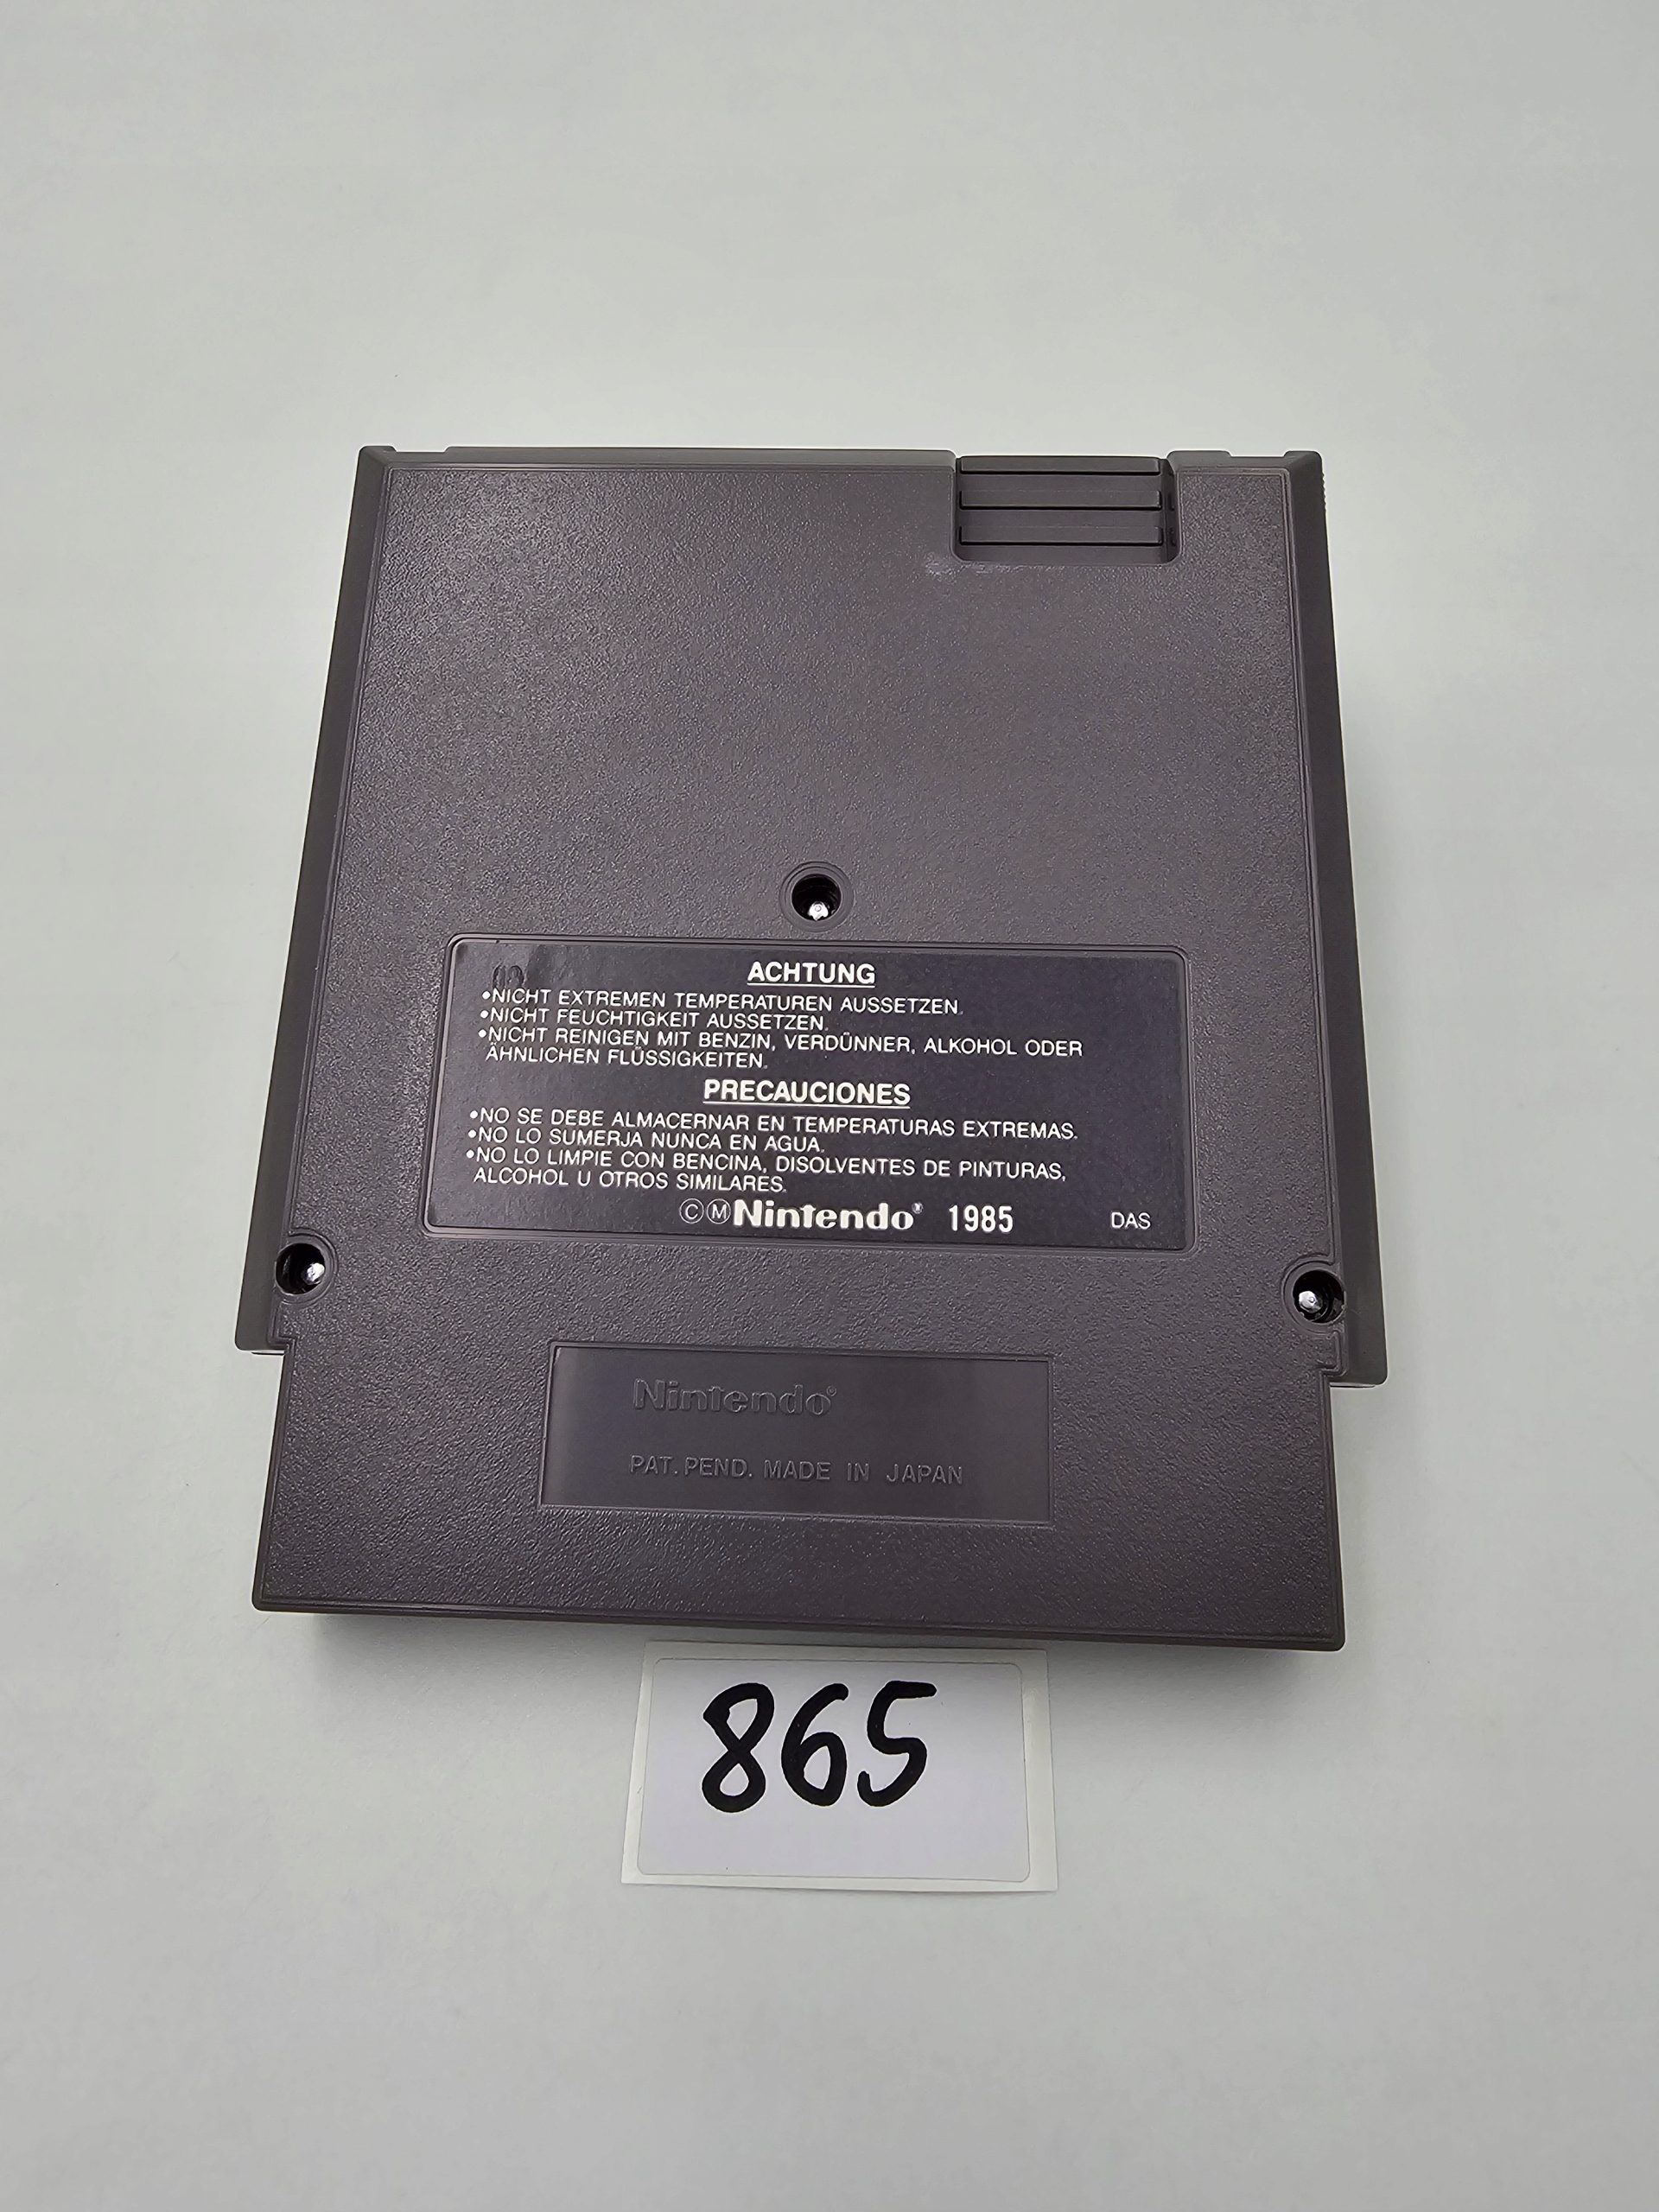 ACHTUNG
•NICHT EXTREMEN TEMPERATUREN AUSSETZEN.
•NICHT FEUCHTIGKEIT AUSSETZEN.
•NICHT REINIGEN MIT BENZIN, VERDÜNNER, ALKOHOL ODER
ÄHNLICHEN FLÜSSIGKEITEN.
PRECAUCIONES
•NO SE DEBE ALMACERNAR EN TEMPERATURAS EXTREMAS.
•NO LO SUMERJA NUNCA EN AGUA.
•NO LO LIMPIE CON BENCINA, DISOLVENTES DE PINTURAS,
ALCOHOL U OTROS SIMILARES.
ⒸⓂNintendo® 1985 DAS
Nintendo®
PAT. PEND. MADE IN JAPAN
865